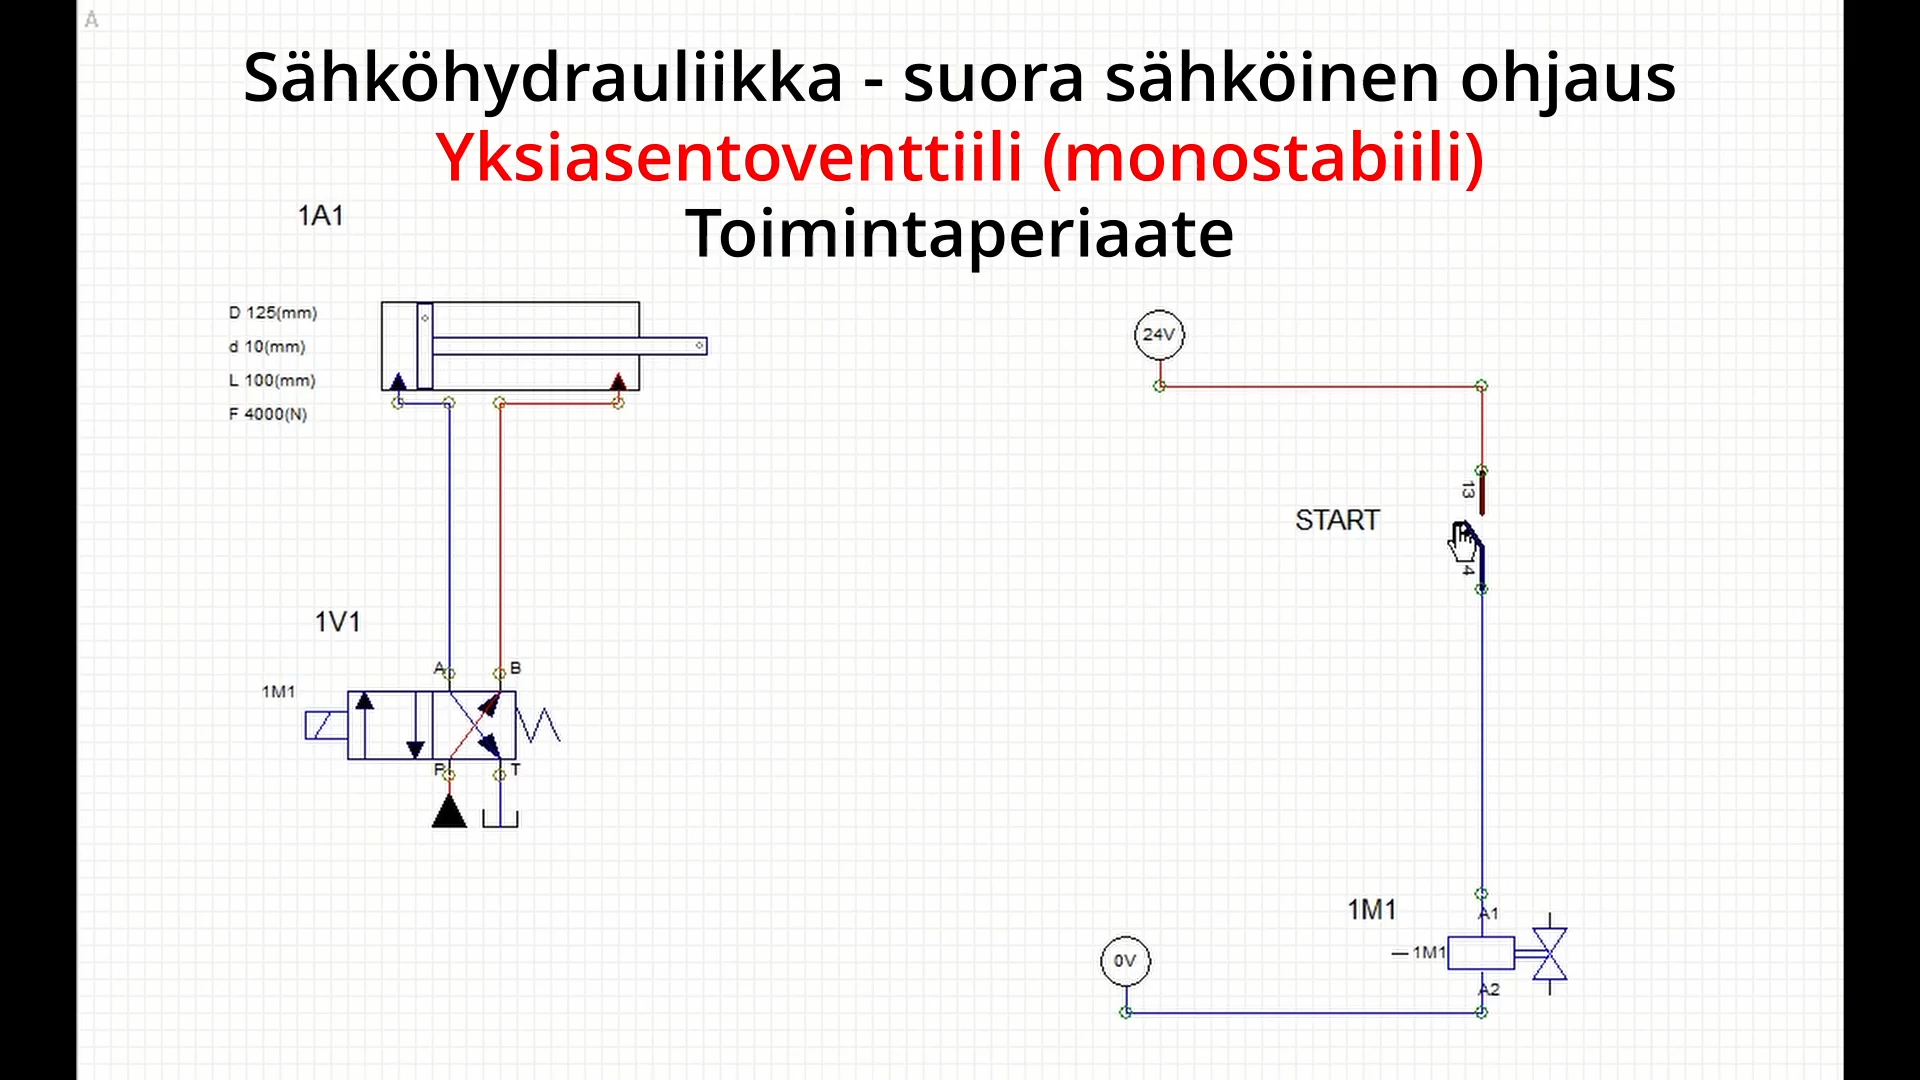 A
Sähköhydrauliikka - suora sähköinen ohjaus
Yksiasentoventtiili (monostabiili)
Toimintaperiaate
1A1
D 125(mm)
d 10(mm)
L 100(mm)
F 4000(N)
24V
13
START
4
1V1
A B
1M1
P T
1M1
A1
— 1M1
0V
A2